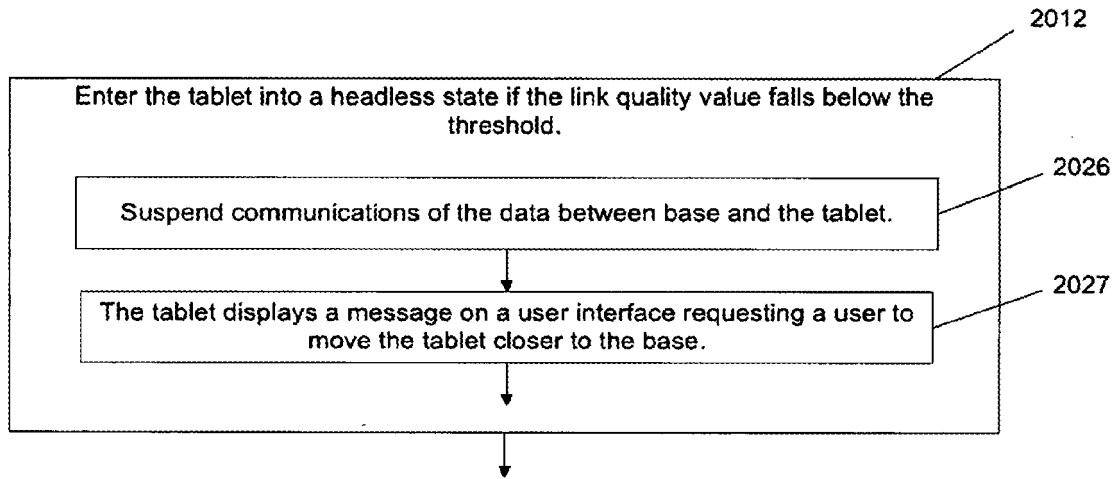 2012
Enter the tablet into a headless state if the link quality value falls below the
threshold.
2026
Suspend communications of the data between base and the tablet.
2027
The tablet displays a message on a user interface requesting a user to
move the tablet closer to the base.